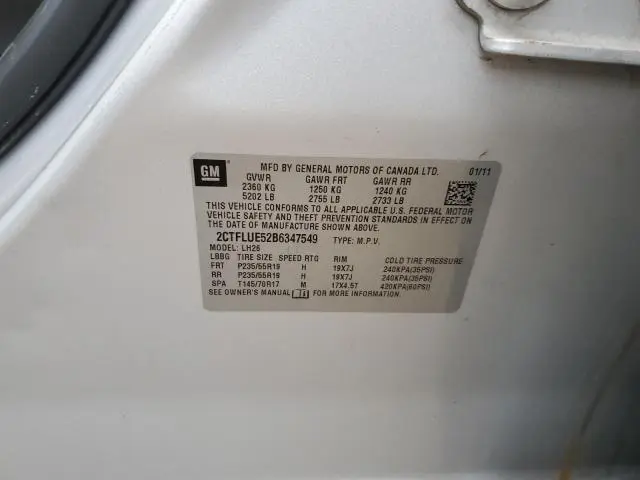 GM
MFD BY GENERAL MOTORS OF CANADA LTD. 01/11
GVWR GAWR FRT GAWR RR
2360 KG 1250 KG 1240 KG
5202 LB 2755 LB 2733 LB
THIS VEHICLE CONFORMS TO ALL APPLICABLE U.S. FEDERAL MOTOR
VEHICLE SAFETY AND THEFT PREVENTION STANDARDS IN EFFECT ON
THE DATE OF MANUFACTURE SHOWN ABOVE.
2CTFLUE52B6347549 TYPE: M.P.V.
MODEL: LH26
LBBG TIRE SIZE SPEED RTG RIM COLD TIRE PRESSURE
FRT P235/55R19 H 19X7J 240KPA(35PSI)
RR P235/55R19 H 19X7J 240KPA(35PSI)
SPA T145/70R17 M 17X4.5T 420KPA(60PSI)
SEE OWNER'S MANUAL FOR MORE INFORMATION.